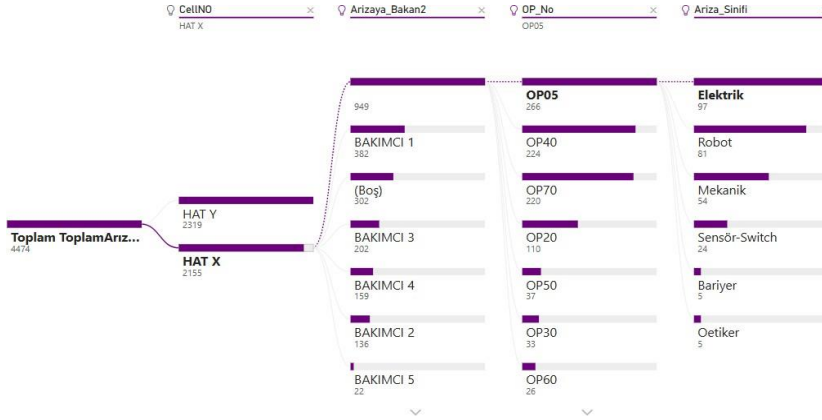 CellNO
HAT X
Arizaya_Bakan2
OP_No
OP05
Ariza_Sinifi
Toplam ToplamArız...
4474
HAT Y
2319
HAT X
2155
949
BAKIMCI 1
382
(Boş)
302
BAKIMCI 3
202
BAKIMCI 4
159
BAKIMCI 2
136
BAKIMCI 5
22
OP05
266
OP40
224
OP70
220
OP20
110
OP50
37
OP30
33
OP60
26
Elektrik
97
Robot
81
Mekanik
54
Sensör-Switch
24
Bariyer
5
Oetiker
5